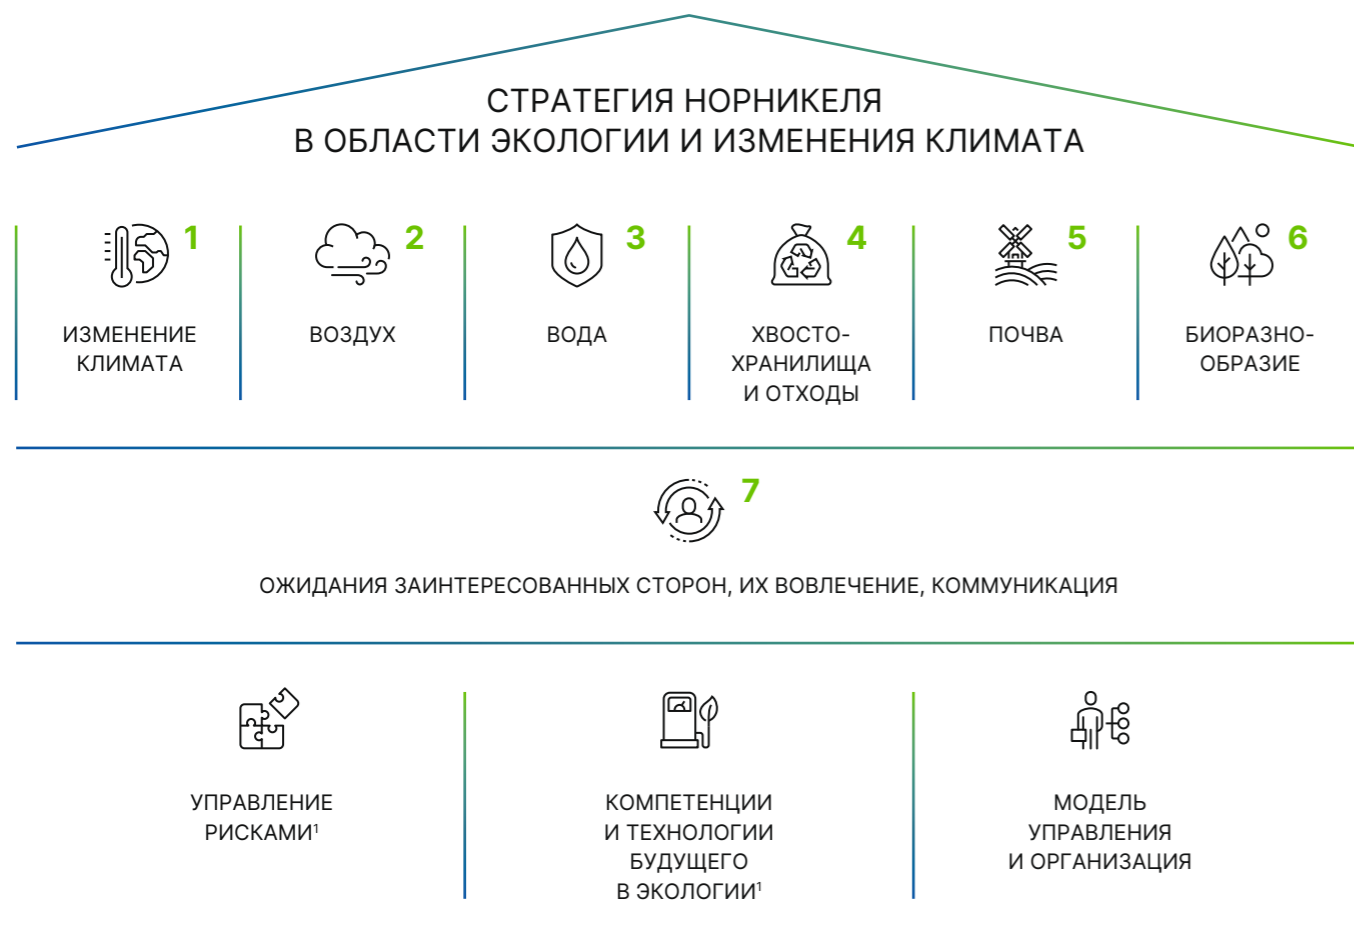 СТРАТЕГИЯ НОРНИКЕЛЯ
В ОБЛАСТИ ЭКОЛОГИИ И ИЗМЕНЕНИЯ КЛИМАТА
1
ИЗМЕНЕНИЕ
КЛИМАТА
2
ВОЗДУХ
3
ВОДА
4
ХВОСТО-
ХРАНИЛИЩА
И ОТХОДЫ
5
ПОЧВА
6
БИОРАЗНО-
ОБРАЗИЕ
7
ОЖИДАНИЯ ЗАИНТЕРЕСОВАННЫХ СТОРОН, ИХ ВОВЛЕЧЕНИЕ, КОММУНИКАЦИЯ
УПРАВЛЕНИЕ
РИСКАМИ¹
КОМПЕТЕНЦИИ
И ТЕХНОЛОГИИ
БУДУЩЕГО
В ЭКОЛОГИИ¹
МОДЕЛЬ
УПРАВЛЕНИЯ
И ОРГАНИЗАЦИЯ